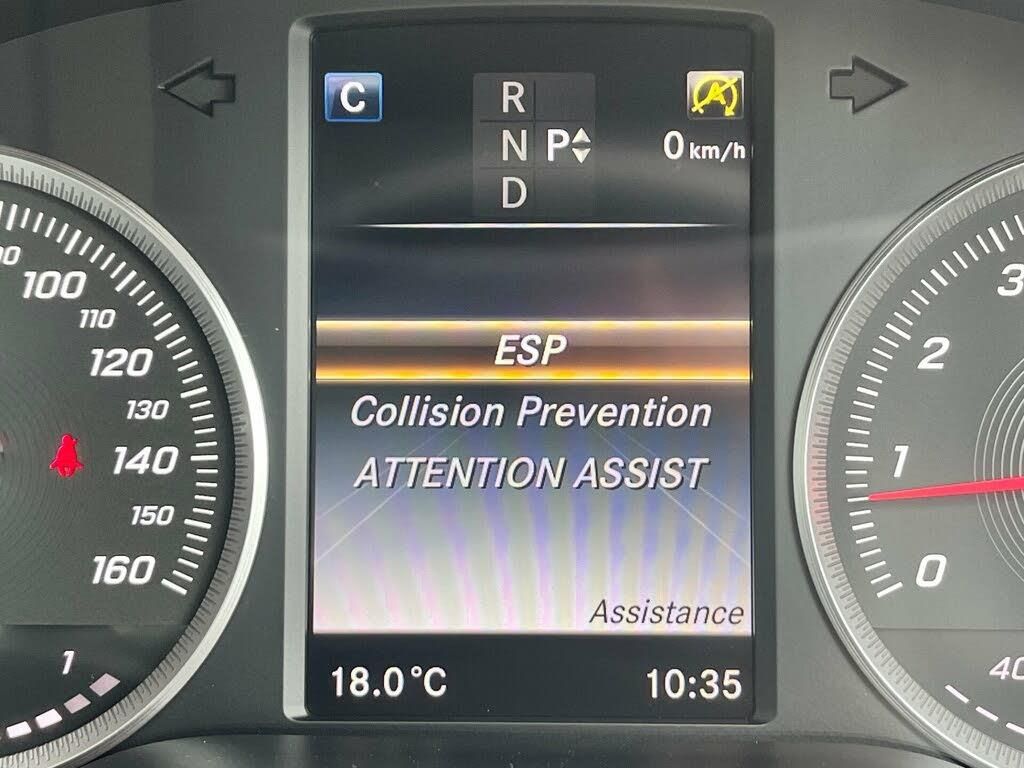 C
R
N P
D
A
0 km/h
ESP
Collision Prevention
ATTENTION ASSIST
Assistance
18.0°C
10:35
100
110
120
130
140
150
160
1
3
2
1
0